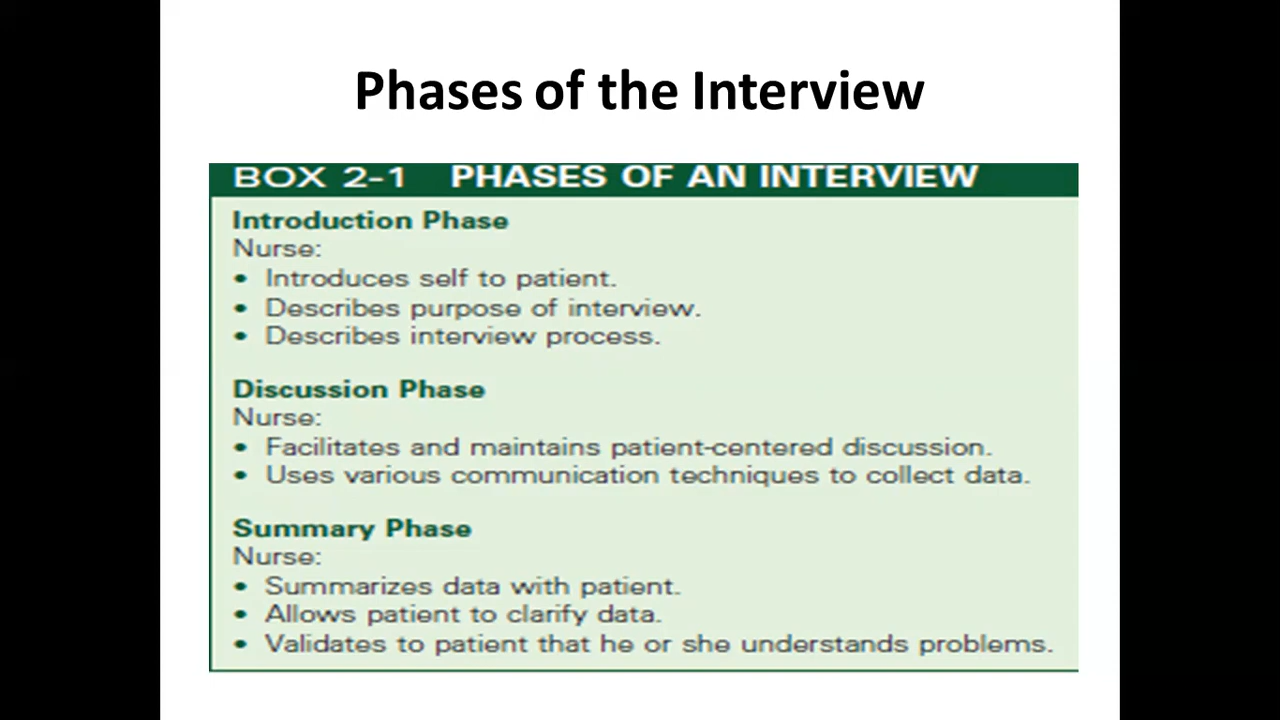 Phases of the Interview
BOX 2-1 PHASES OF AN INTERVIEW
Introduction Phase
Nurse:
• Introduces self to patient.
• Describes purpose of interview.
• Describes interview process.
Discussion Phase
Nurse:
• Facilitates and maintains patient-centered discussion.
• Uses various communication techniques to collect data.
Summary Phase
Nurse:
• Summarizes data with patient.
• Allows patient to clarify data.
• Validates to patient that he or she understands problems.